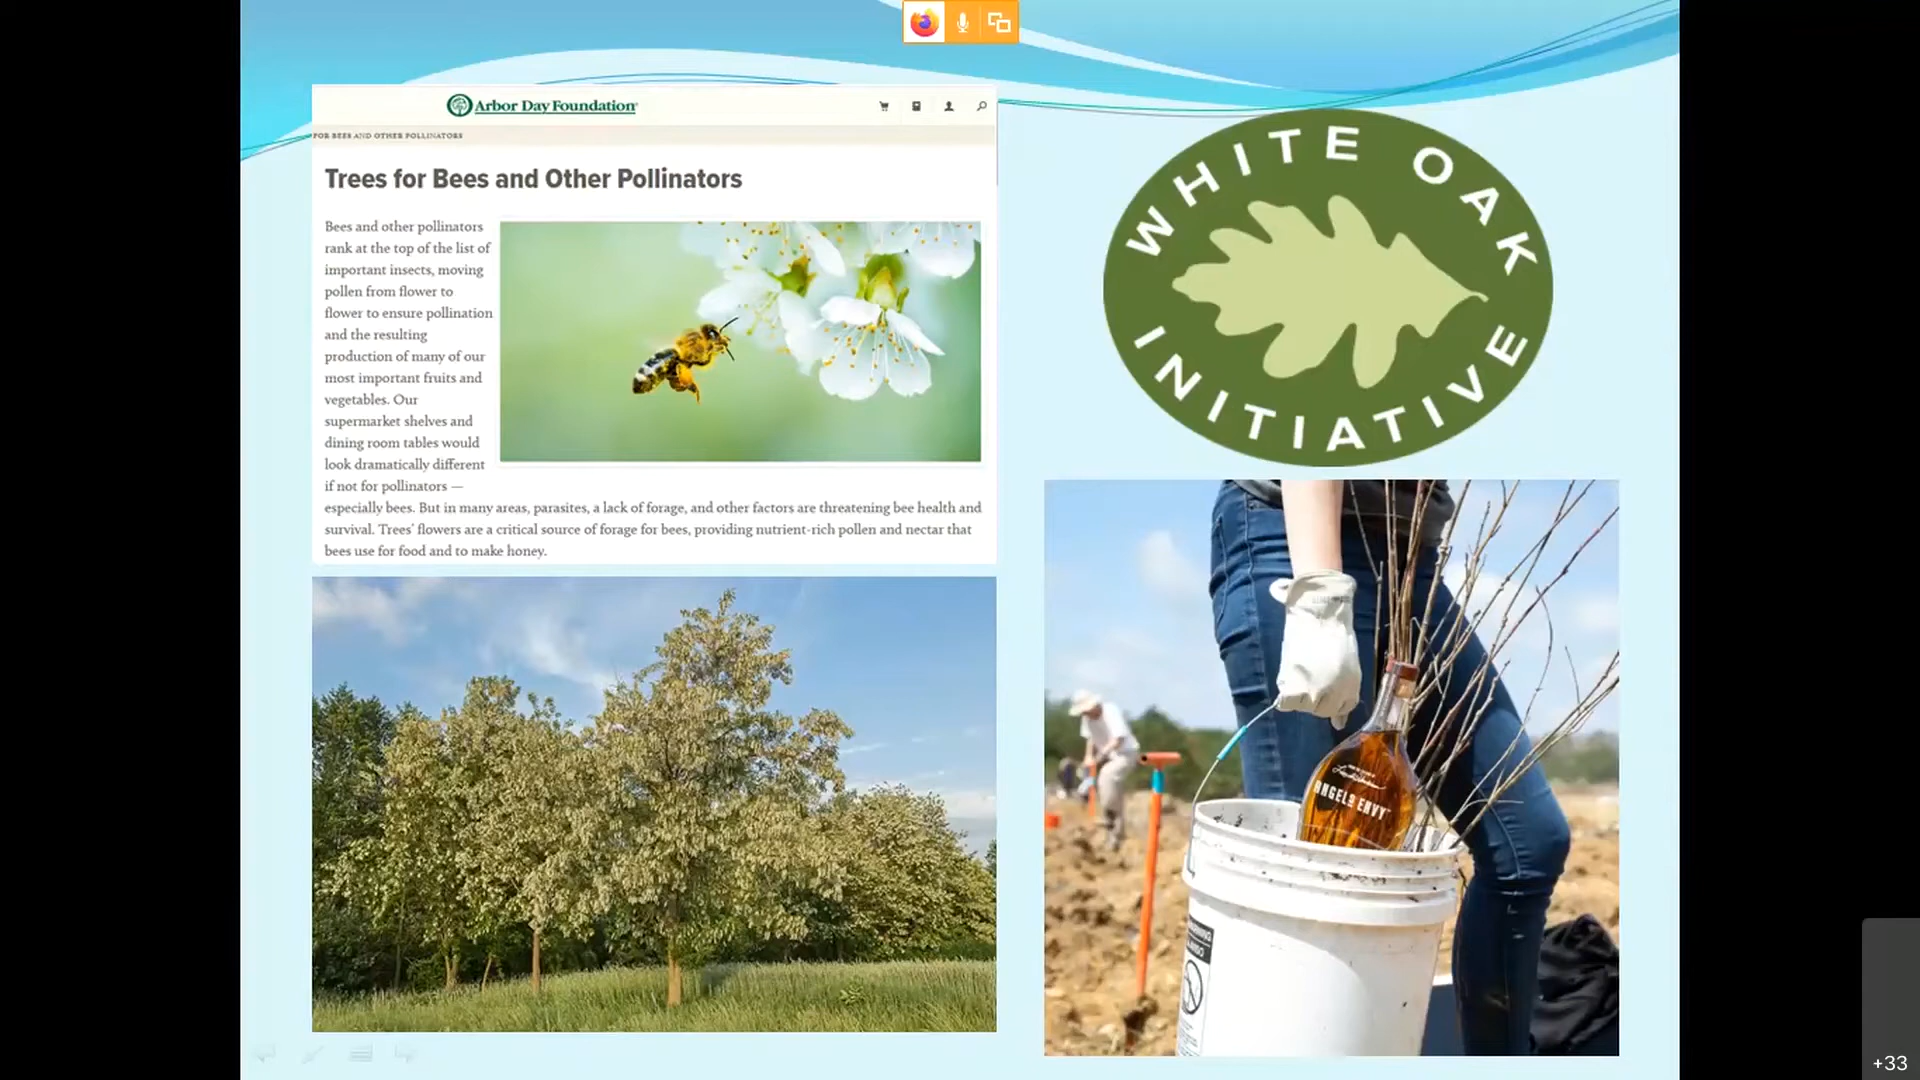 Arbor Day Foundation
FOR BEES AND OTHER POLLINATORS
Trees for Bees and Other Pollinators
Bees and other pollinators
rank at the top of the list of
important insects, moving
pollen from flower to
flower to ensure pollination
and the resulting
production of many of our
most important fruits and
vegetables. Our
supermarket shelves and
dining room tables would
look dramatically different
if not for pollinators —
especially bees. But in many areas, parasites, a lack of forage, and other factors are threatening bee health and
survival. Trees' flowers are a critical source of forage for bees, providing nutrient-rich pollen and nectar that
bees use for food and to make honey.
WHITE OAK
INITIATIVE
ANGEL'S ENVY
+33